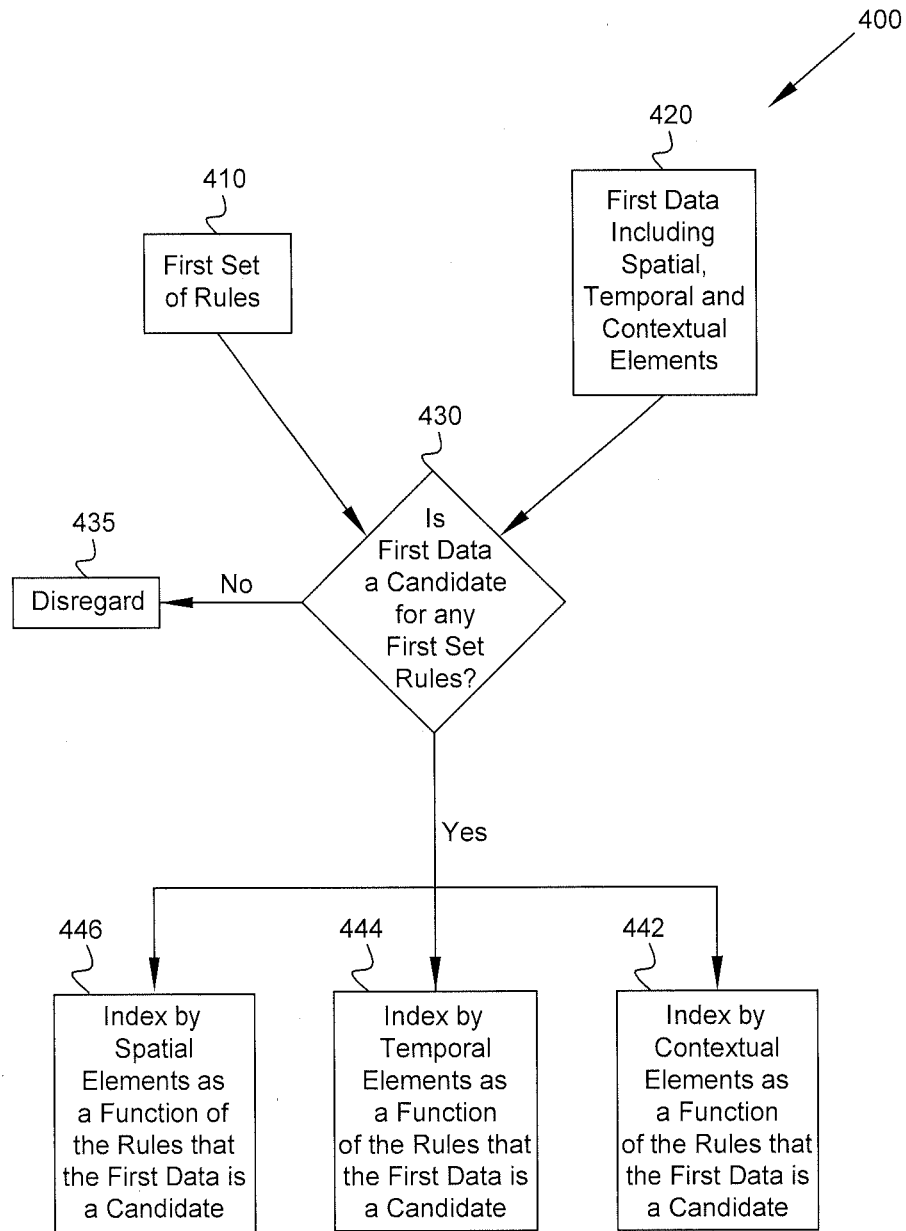 400
420
410
First Data
Including
Spatial,
Temporal and
Contextual
Elements
First Set
of Rules
430
Is
First Data
a Candidate
for any
First Set
Rules?
435
No
Disregard
Yes
446
Index by
Spatial
Elements as
a Function of
the Rules that
the First Data is
a Candidate
444
Index by
Temporal
Elements as
a Function
of the Rules that
the First Data is
a Candidate
442
Index by
Contextual
Elements as
a Function
of the Rules that
the First Data is
a Candidate